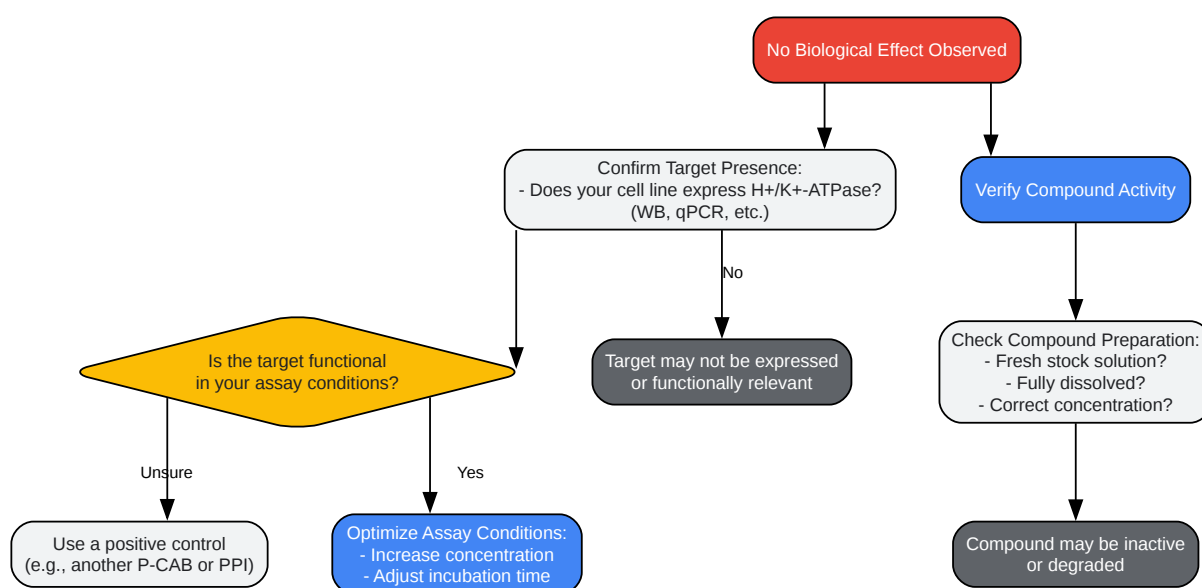 No Biological Effect Observed
Confirm Target Presence:
- Does your cell line express H+/K+-ATPase?
(WB, qPCR, etc.)
Verify Compound Activity
No
Is the target functional
in your assay conditions?
Target may not be expressed
or functionally relevant
Check Compound Preparation:
- Fresh stock solution?
- Fully dissolved?
- Correct concentration?
Unsure
Yes
Use a positive control
(e.g., another P-CAB or PPI)
Optimize Assay Conditions:
- Increase concentration
- Adjust incubation time
Compound may be inactive
or degraded